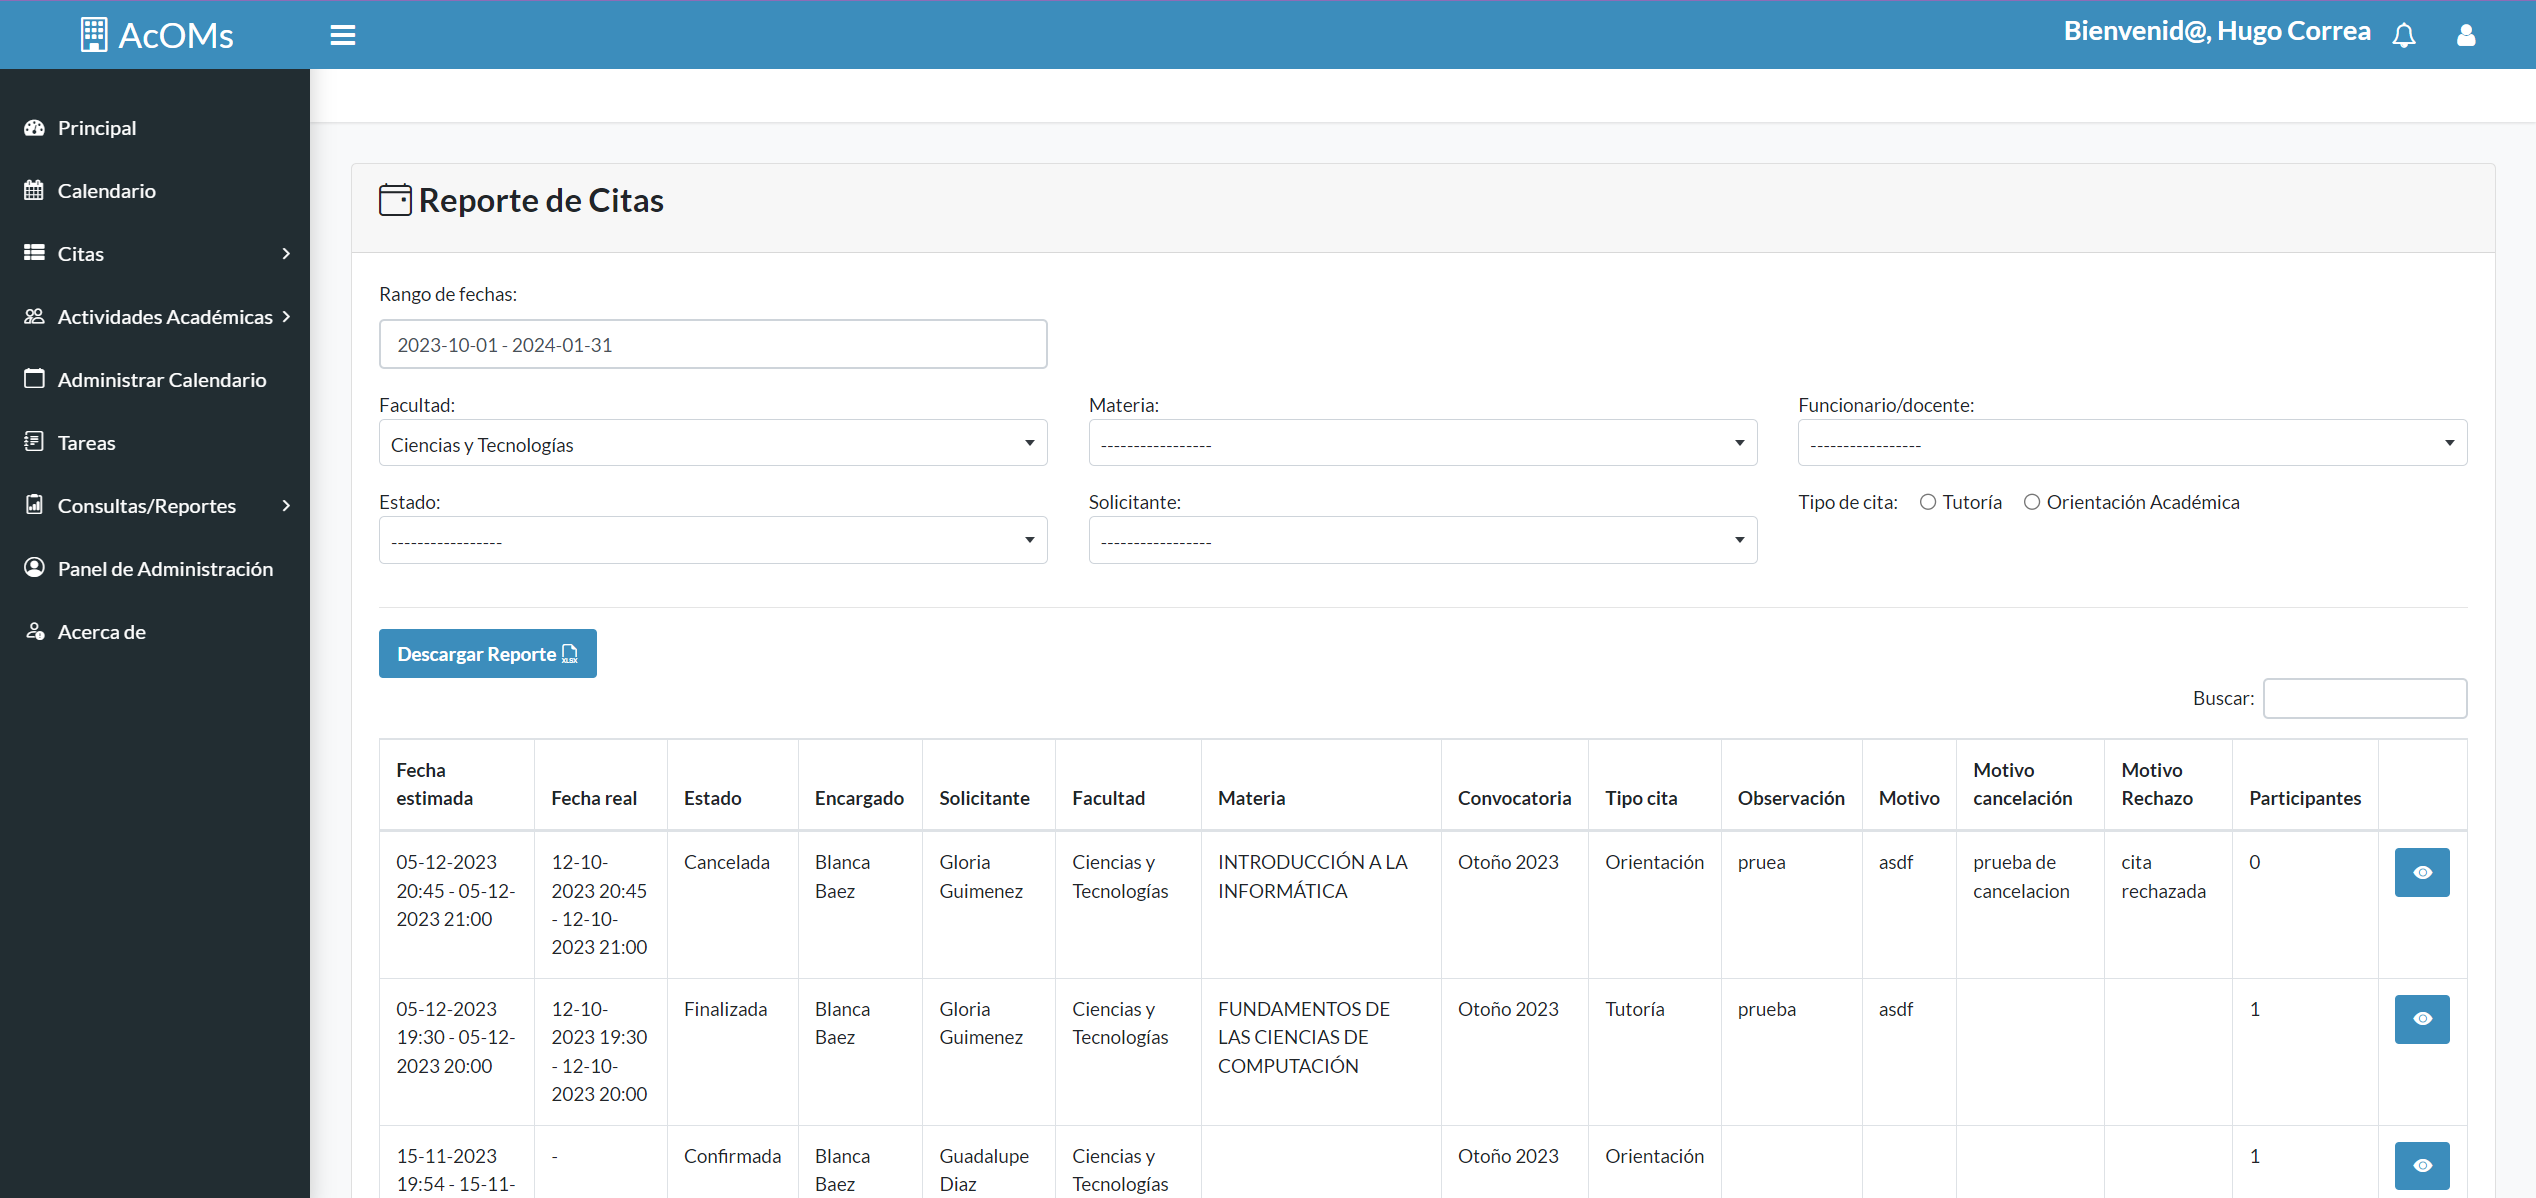 AcOMs
Bienvenid@, Hugo Correa
Principal
Calendario
Citas
Actividades Académicas
Administrar Calendario
Tareas
Consultas/Reportes
Panel de Administración
Acerca de
Reporte de Citas
Rango de fechas:
2023-10-01 - 2024-01-31
Facultad:
Ciencias y Tecnologías
Materia:
-----------------
Funcionario/docente:
-----------------
Estado:
-----------------
Solicitante:
-----------------
Tipo de cita: Tutoría Orientación Académica
Descargar Reporte XLSX
Buscar:
Fecha
estimada
Fecha real
Estado
Encargado
Solicitante
Facultad
Materia
Convocatoria
Tipo cita
Observación
Motivo
Motivo
cancelación
Motivo
Rechazo
Participantes
05-12-2023
20:45 - 05-12-
2023 21:00
12-10-
2023 20:45
- 12-10-
2023 21:00
Cancelada
Blanca
Baez
Gloria
Guimenez
Ciencias y
Tecnologías
INTRODUCCIÓN A LA
INFORMÁTICA
Otoño 2023
Orientación
pruea
asdf
prueba de
cancelacion
cita
rechazada
0
05-12-2023
19:30 - 05-12-
2023 20:00
12-10-
2023 19:30
- 12-10-
2023 20:00
Finalizada
Blanca
Baez
Gloria
Guimenez
Ciencias y
Tecnologías
FUNDAMENTOS DE
LAS CIENCIAS DE
COMPUTACIÓN
Otoño 2023
Tutoría
prueba
asdf
1
15-11-2023
19:54 - 15-11-
-
Confirmada
Blanca
Baez
Guadalupe
Diaz
Ciencias y
Tecnologías
Otoño 2023
Orientación
1